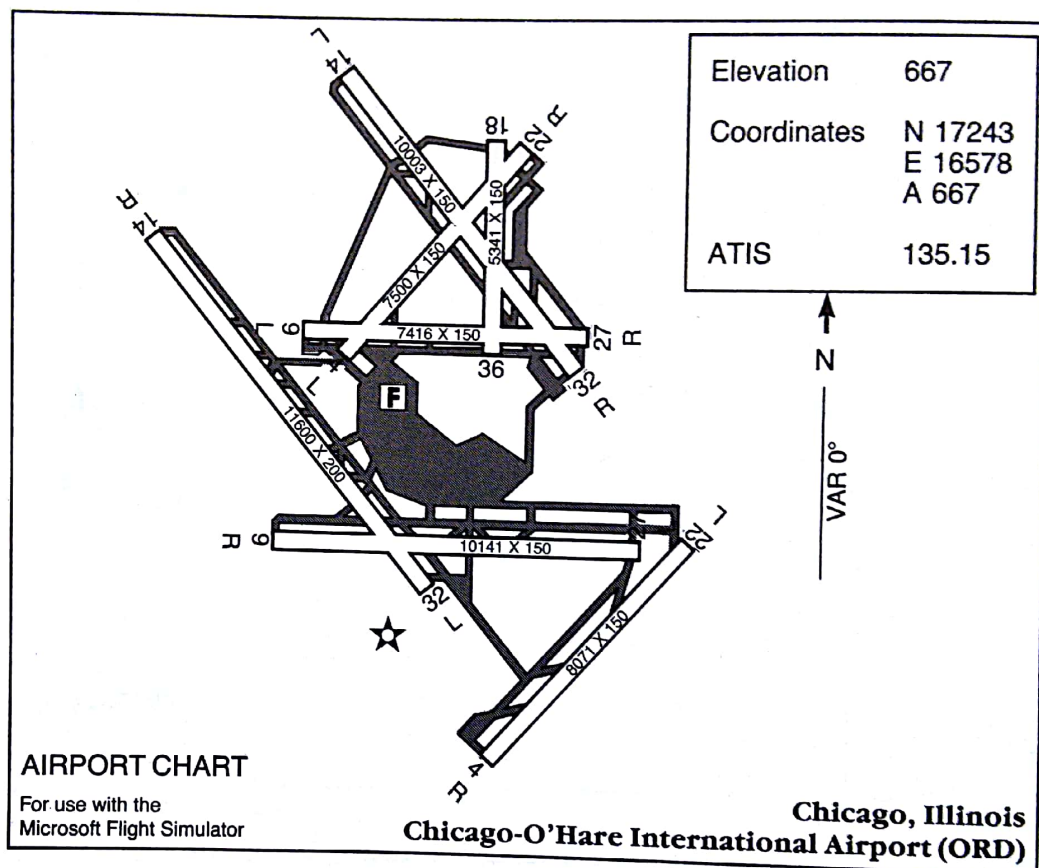 Elevation 667
Coordinates N 17243
E 16578
A 667
ATIS 135.15
14 L
18
22 R
10003 X 150
5341 X 150
7500 X 150
14 R
9 L
7416 X 150
27 R
36
32 R
L
F
11600 X 200
N
VAR 0°
9 R
10141 X 150
27
22 L
32 L
8071 X 150
4 R
AIRPORT CHART
For use with the
Microsoft Flight Simulator
Chicago, Illinois
Chicago-O'Hare International Airport (ORD)